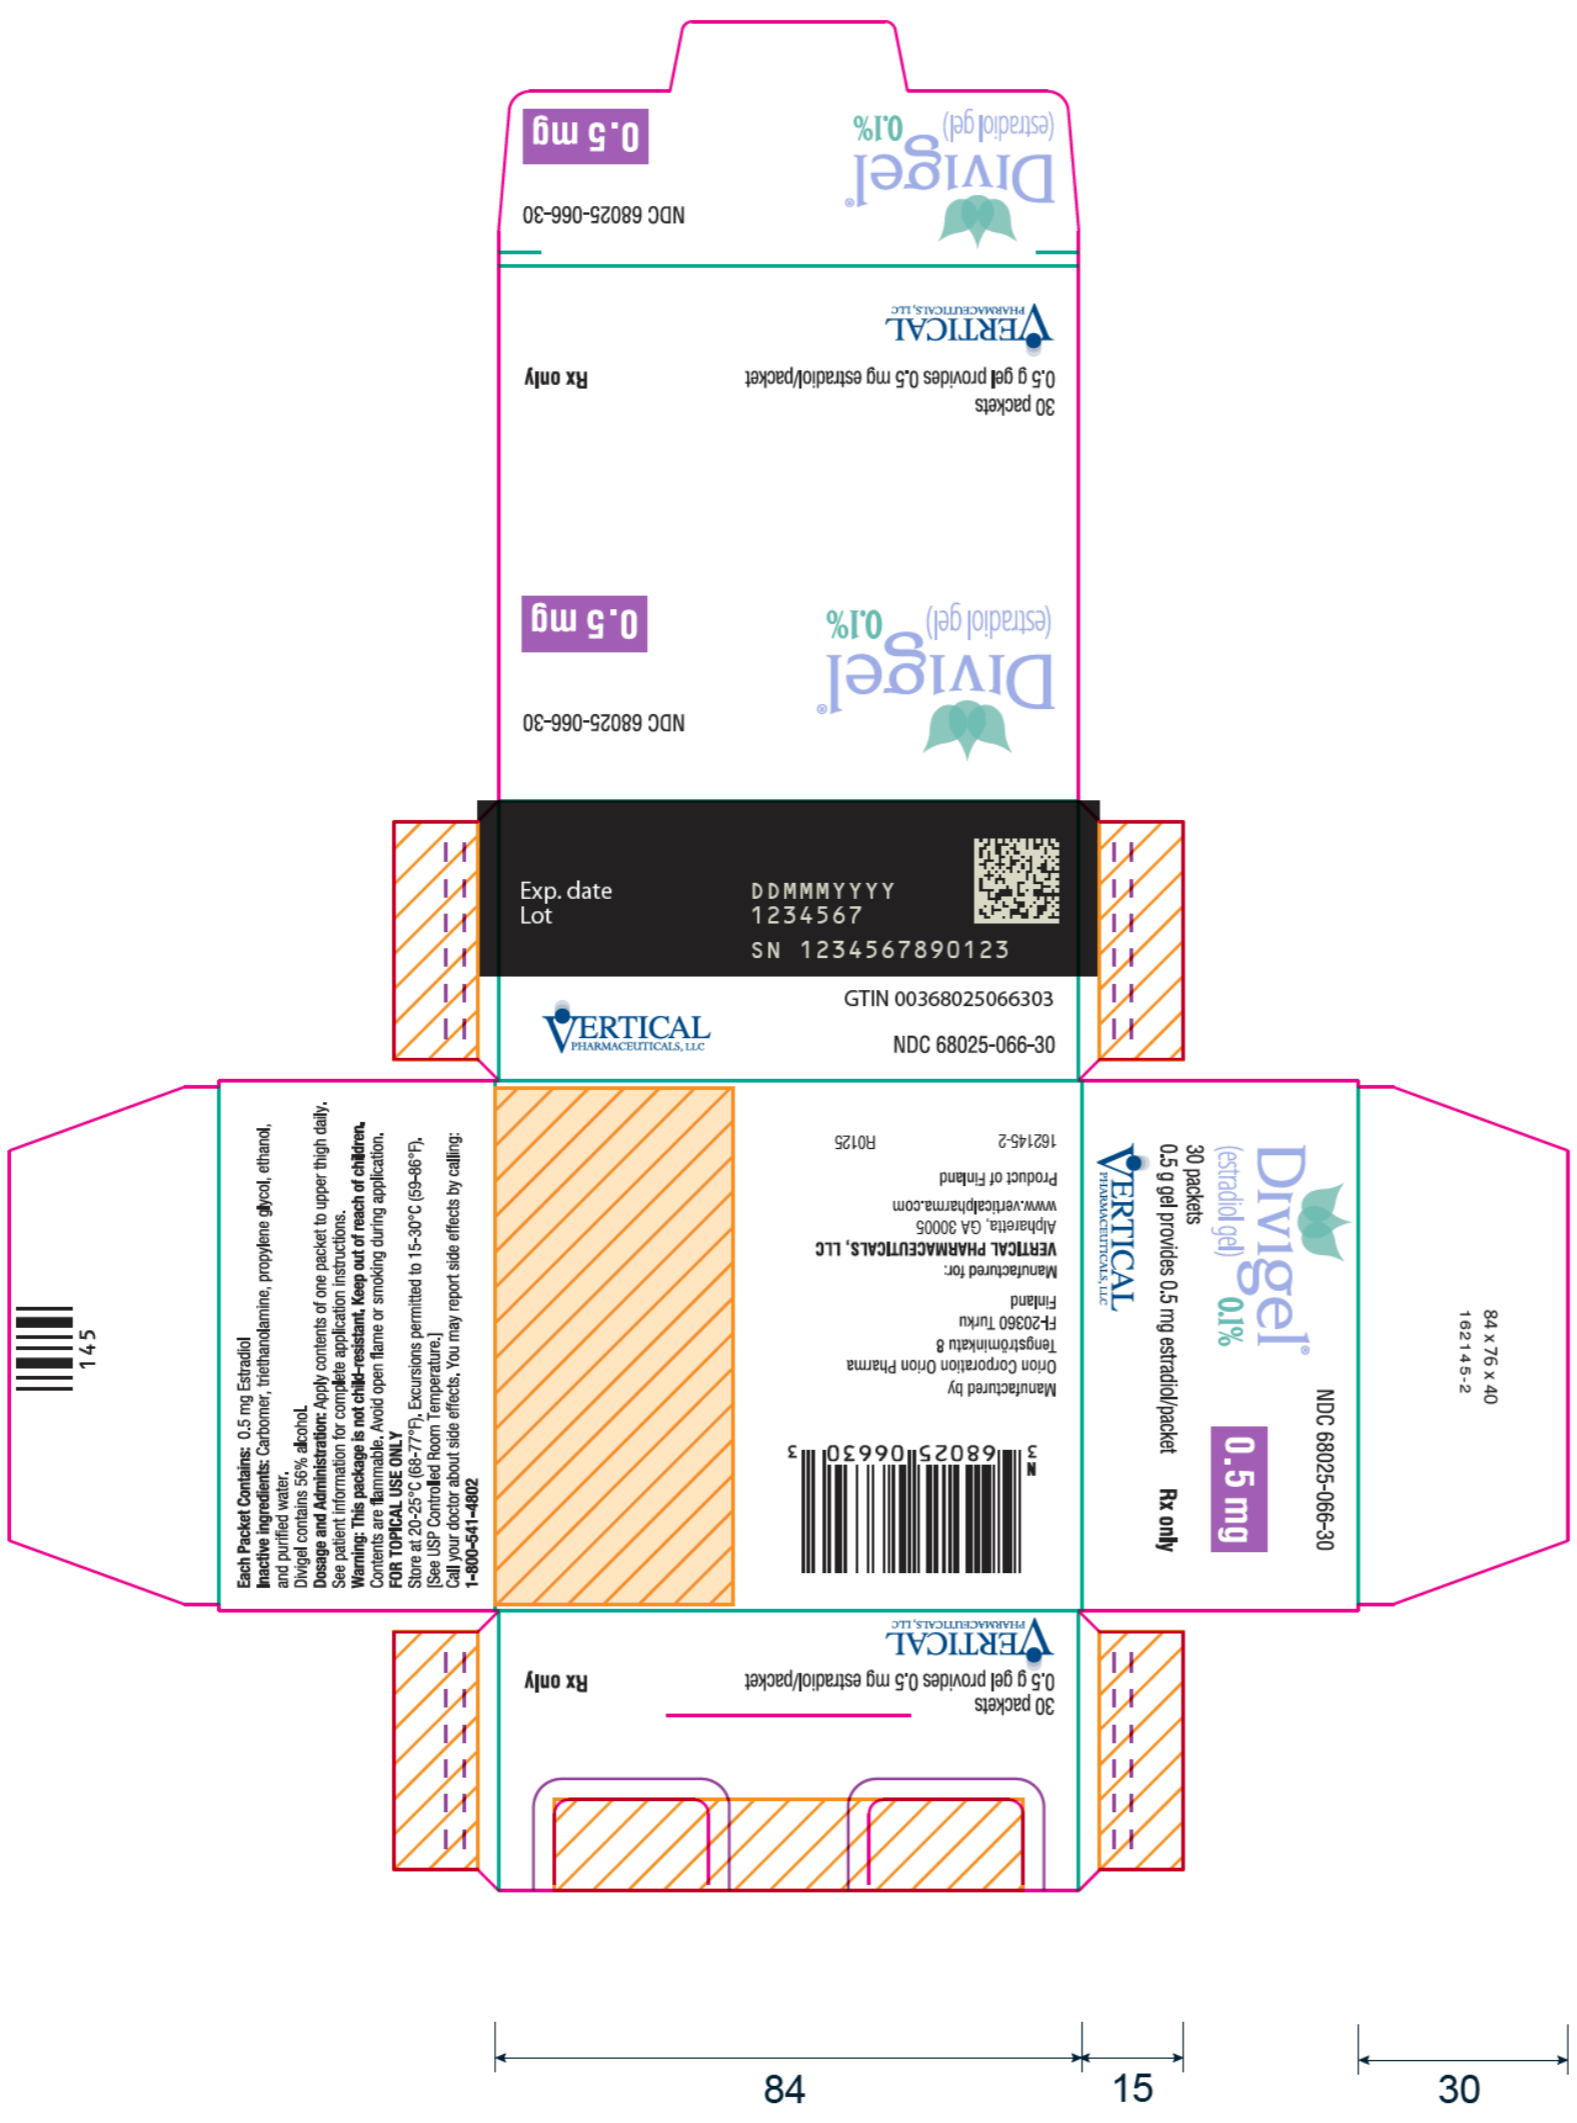 0.5 mg
NDC 68025-066-30
Divigel®
(estradiol gel) 0.1%
VERTICAL
PHARMACEUTICALS, LLC
30 packets
0.5 g gel provides 0.5 mg estradiol/packet
Rx only
0.5 mg
NDC 68025-066-30
Divigel®
(estradiol gel) 0.1%
Exp. date DDMMMYYYY
Lot 1234567
SN 1234567890123
GTIN 00368025066303
NDC 68025-066-30
VERTICAL
PHARMACEUTICALS, LLC
145
Each Packet Contains: 0.5 mg Estradiol
Inactive ingredients: Carbomer, triethanolamine, propylene glycol, ethanol,
and purified water.
Divigel contains 56% alcohol.
Dosage and Administration: Apply contents of one packet to upper thigh daily.
See patient information for complete application instructions.
Warning: This package is not child-resistant. Keep out of reach of children.
Contents are flammable. Avoid open flame or smoking during application.
FOR TOPICAL USE ONLY
Store at 20-25°C (68-77°F). Excursions permitted to 15-30°C (59-86°F).
[See USP Controlled Room Temperature.]
Call your doctor about side effects. You may report side effects by calling:
1-800-541-4802
N
3 68025 06630 3
Manufactured by
Orion Corporation Orion Pharma
Tengströminkatu 8
FI-20360 Turku
Finland
Manufactured for:
VERTICAL PHARMACEUTICALS, LLC
Alpharetta, GA 30005
www.verticalpharma.com
Product of Finland
162145-2 R0125
NDC 68025-066-30
Divigel®
(estradiol gel) 0.1%
0.5 mg
30 packets
0.5 g gel provides 0.5 mg estradiol/packet Rx only
VERTICAL
PHARMACEUTICALS, LLC
84 x 76 x 40
162145-2
30 packets
0.5 g gel provides 0.5 mg estradiol/packet
Rx only
VERTICAL
PHARMACEUTICALS, LLC
84
15
30